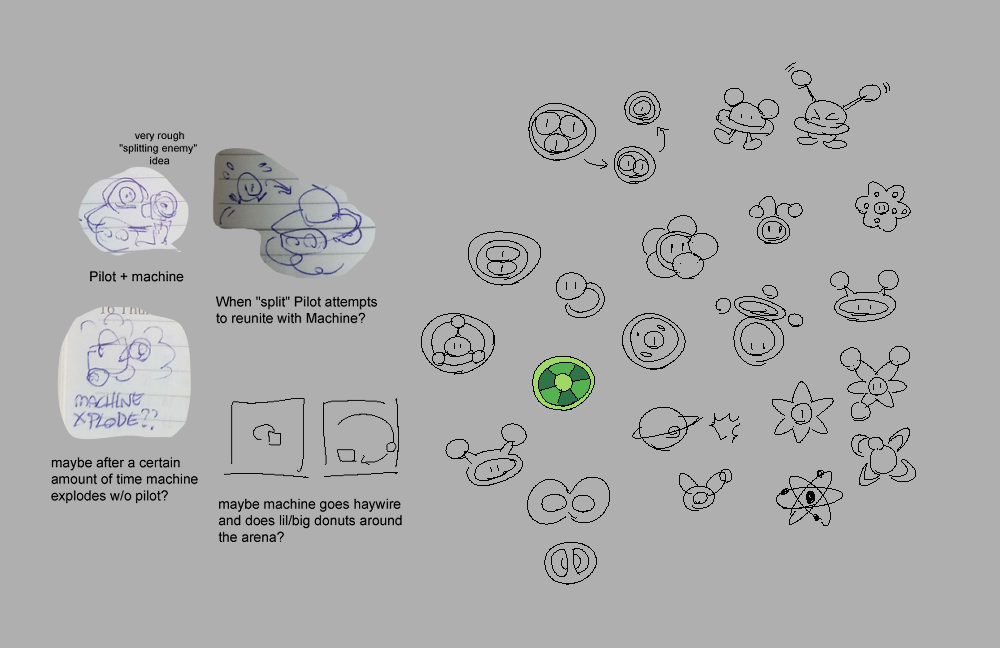 very rough
"splitting enemy"
idea
Pilot + machine
When "split" Pilot attempts
to reunite with Machine?
MACHINE
XPLODE??
maybe after a certain
amount of time machine
explodes w/o pilot?
maybe machine goes haywire
and does lil/big donuts around
the arena?